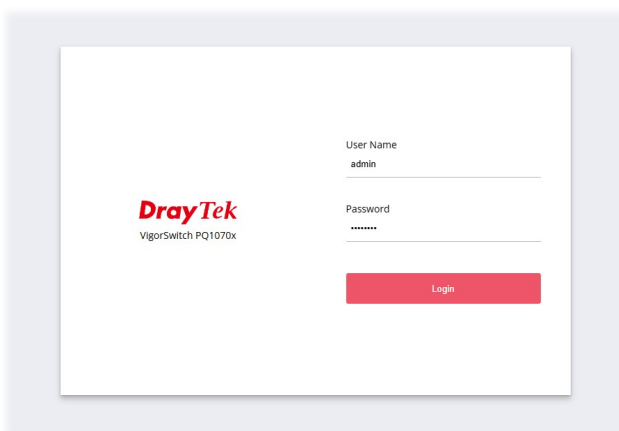 DrayTek
VigorSwitch PQ1070x
User Name
admin
Password
••••••••
Login